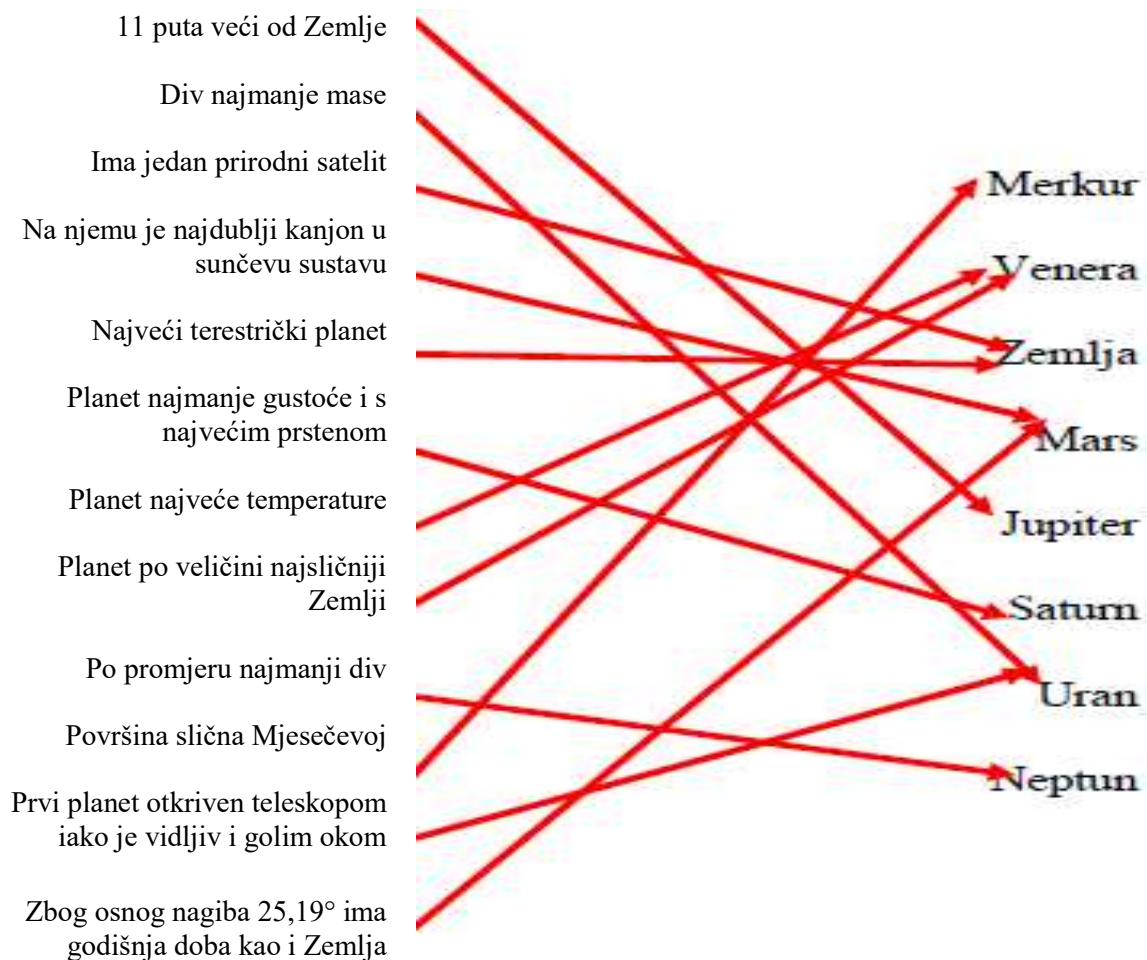 11 puta veći od Zemlje
Div najmanje mase
Ima jedan prirodni satelit
Na njemu je najdublji kanjon u
sunčevu sustavu
Najveći terestrički planet
Planet najmanje gustoće i s
najvećim prstenom
Planet najveće temperature
Planet po veličini najsličniji
Zemlji
Po promjeru najmanji div
Površina slična Mjesečevoj
Prvi planet otkriven teleskopom
iako je vidljiv i golim okom
Zbog osnog nagiba 25,19° ima
godišnja doba kao i Zemlja
Merkur
Venera
Zemlja
Mars
Jupiter
Saturn
Uran
Neptun